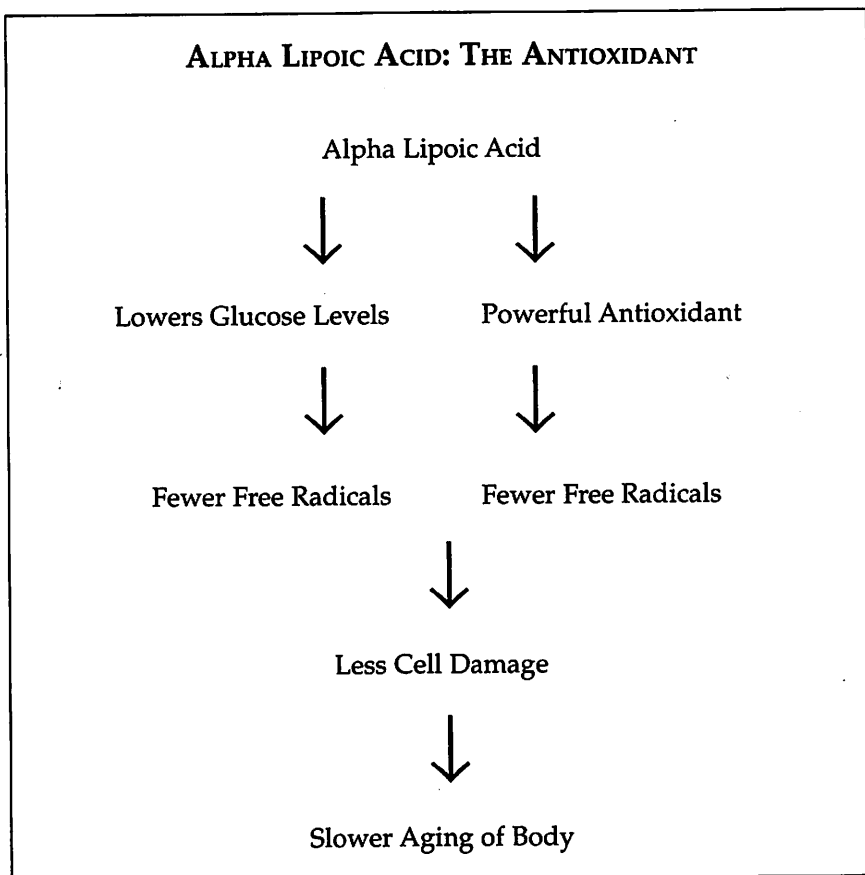 ALPHA LIPOIC ACID: THE ANTIOXIDANT
Alpha Lipoic Acid
Lowers Glucose Levels Powerful Antioxidant
Fewer Free Radicals Fewer Free Radicals
Less Cell Damage
Slower Aging of Body